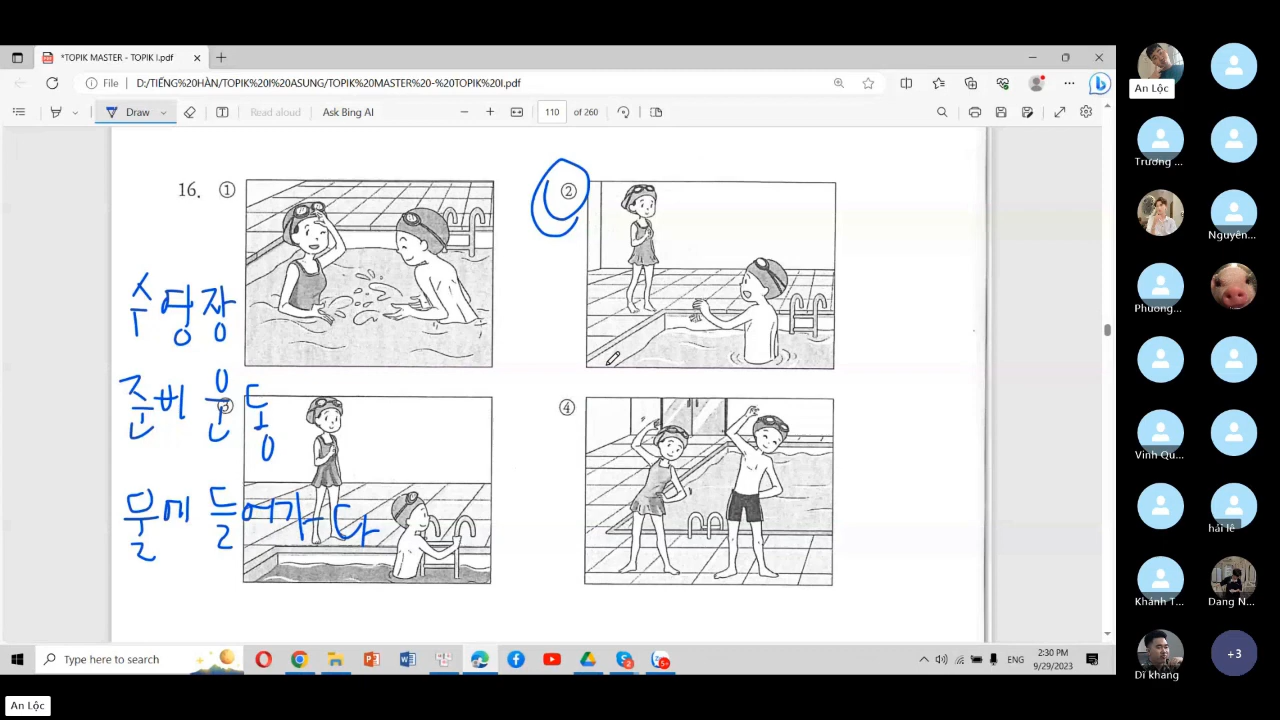 *TOPIK MASTER - TOPIK I.pdf
File
D:/TIẾNG%20HÀN/TOPIK%20I%20ASUNG/TOPIK%20MASTER%20-%20TOPIK%20I.pdf
Draw
Read aloud
Ask Bing AI
110 of 260
16. ①
②
③
④
수영장
준비 운동
물에 들어가다
An Lộc
Trương ...
Nguyên...
Phuong...
Vinh Qu...
hải lê
Khánh T...
Dang N...
Dĩ khang
+3
Type here to search
ENG
2:30 PM
9/29/2023
An Lộc